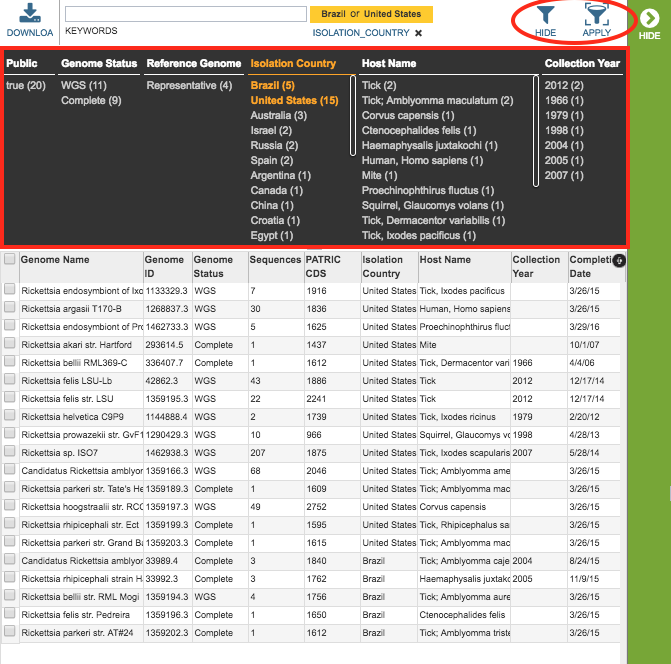 Brazil or United States
DOWNLOA
KEYWORDS
ISOLATION_COUNTRY ✖
HIDE
APPLY
HIDE
Public
Genome Status
Reference Genome
Isolation Country
Host Name
Collection Year
true (20)
WGS (11)
Complete (9)
Representative (4)
Brazil (5)
United States (15)
Australia (3)
Israel (2)
Russia (2)
Spain (2)
Argentina (1)
Canada (1)
China (1)
Croatia (1)
Egypt (1)
Tick (2)
Tick; Amblyomma maculatum (2)
Corvus capensis (1)
Ctenocephalides felis (1)
Haemaphysalis juxtakochi (1)
Human, Homo sapiens (1)
Mite (1)
Proechinophthirus fluctus (1)
Squirrel, Glaucomys volans (1)
Tick, Dermacentor variabilis (1)
Tick, Ixodes pacificus (1)
2012 (2)
1966 (1)
1979 (1)
1998 (1)
2004 (1)
2005 (1)
2007 (1)
Genome Name Genome ID Genome Status Sequences PATRIC CDS Isolation Country Host Name Collection Year Completi Date
Rickettsia endosymbiont of Ixo 1133329.3 WGS 7 1916 United States Tick, Ixodes pacificus 3/26/15
Rickettsia argasii T170-B 1268837.3 WGS 30 1836 United States Human, Homo sapiens 3/26/15
Rickettsia endosymbiont of Pro 1462733.3 WGS 5 1625 United States Proechinophthirus fluct 3/29/16
Rickettsia akari str. Hartford 293614.5 Complete 1 1437 United States Mite 10/1/07
Rickettsia bellii RML369-C 336407.7 Complete 1 1612 United States Tick, Dermacentor vari 1966 4/4/06
Rickettsia felis LSU-Lb 42862.3 WGS 43 1886 United States Tick 2012 12/17/14
Rickettsia felis str. LSU 1359195.3 WGS 22 2241 United States Tick 2012 12/17/14
Rickettsia helvetica C9P9 1144888.4 WGS 2 1739 United States Tick, Ixodes ricinus 1979 2/20/12
Rickettsia prowazekii str. GvF1 1290429.3 WGS 10 966 United States Squirrel, Glaucomys vo 1998 4/28/13
Rickettsia sp. ISO7 1462938.3 WGS 207 1875 United States Tick, Ixodes scapularis 2007 5/28/14
Candidatus Rickettsia amblyor 1359166.3 WGS 68 2046 United States Tick; Amblyomma ame 3/26/15
Rickettsia parkeri str. Tate's He 1359189.3 Complete 1 1609 United States Tick; Amblyomma mac 3/26/15
Rickettsia hoogstraalii str. RCC 1359197.3 WGS 49 2752 United States Corvus capensis 3/26/15
Rickettsia rhipicephali str. Ect 1359199.3 Complete 1 1595 United States Tick, Rhipicephalus sa 3/26/15
Rickettsia parkeri str. Grand Ba 1359203.3 Complete 1 1615 United States Tick; Amblyomma mac 3/26/15
Candidatus Rickettsia amblyor 33989.4 Complete 3 1840 Brazil Tick; Amblyomma caje 2004 8/24/15
Rickettsia rhipicephali strain H 33992.3 Complete 3 1762 Brazil Haemaphysalis juxtakc 2005 11/9/15
Rickettsia bellii str. RML Mogi 1359194.3 WGS 4 1756 Brazil Tick; Amblyomma aure 3/26/15
Rickettsia felis str. Pedreira 1359196.3 Complete 1 1650 Brazil Ctenocephalides felis 3/26/15
Rickettsia parkeri str. AT#24 1359202.3 Complete 1 1612 Brazil Tick; Amblyomma triste 3/26/15